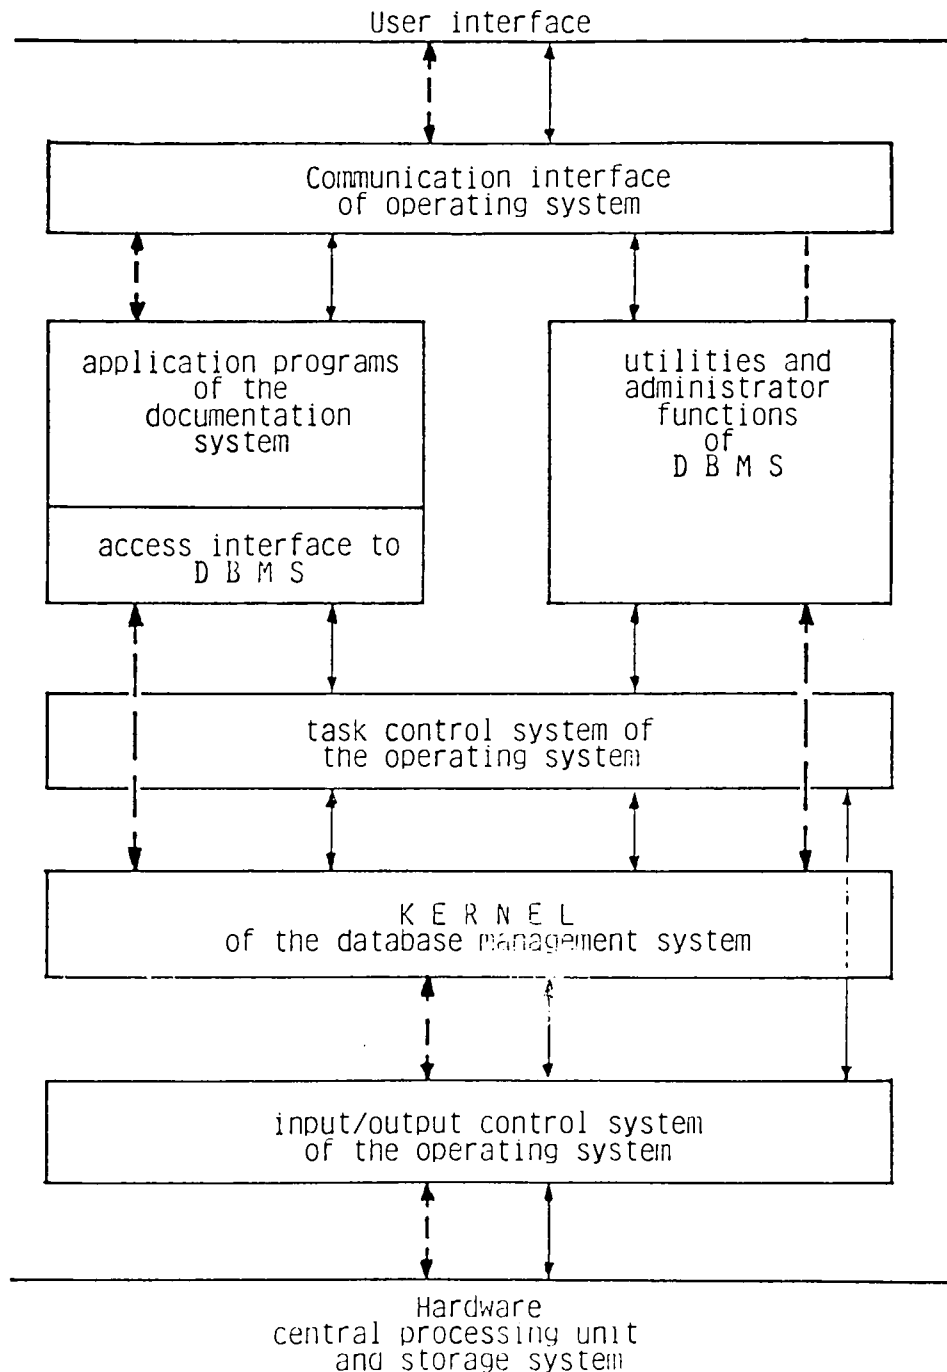 User interface
Communication interface
of operating system
application programs
of the
documentation
system
access interface to
D B M S
utilities and
administrator
functions
of
D B M S
task control system of
the operating system
K E R N E L
of the database management system
input/output control system
of the operating system
Hardware
central processing unit
and storage system